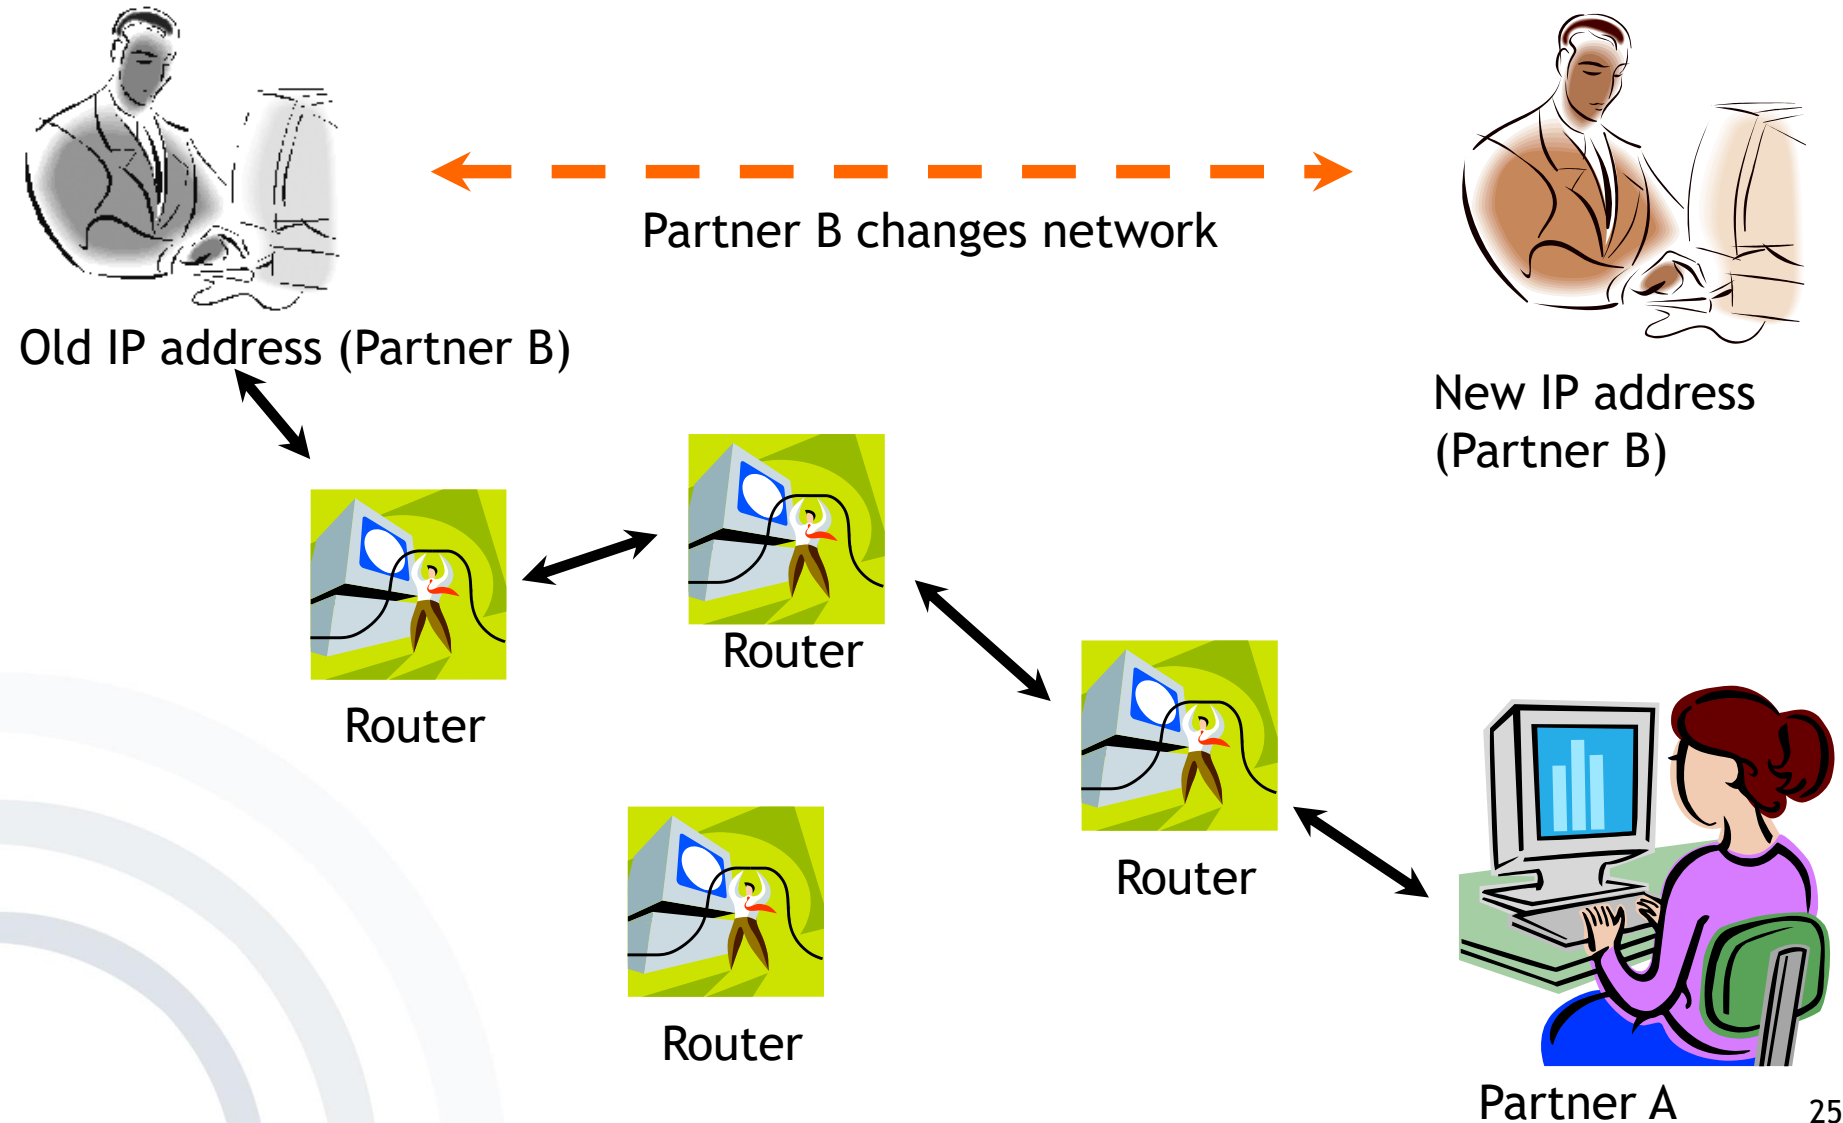 Partner B changes network
Old IP address (Partner B)
New IP address
(Partner B)
Router
Router
Router
Router
Partner A
25